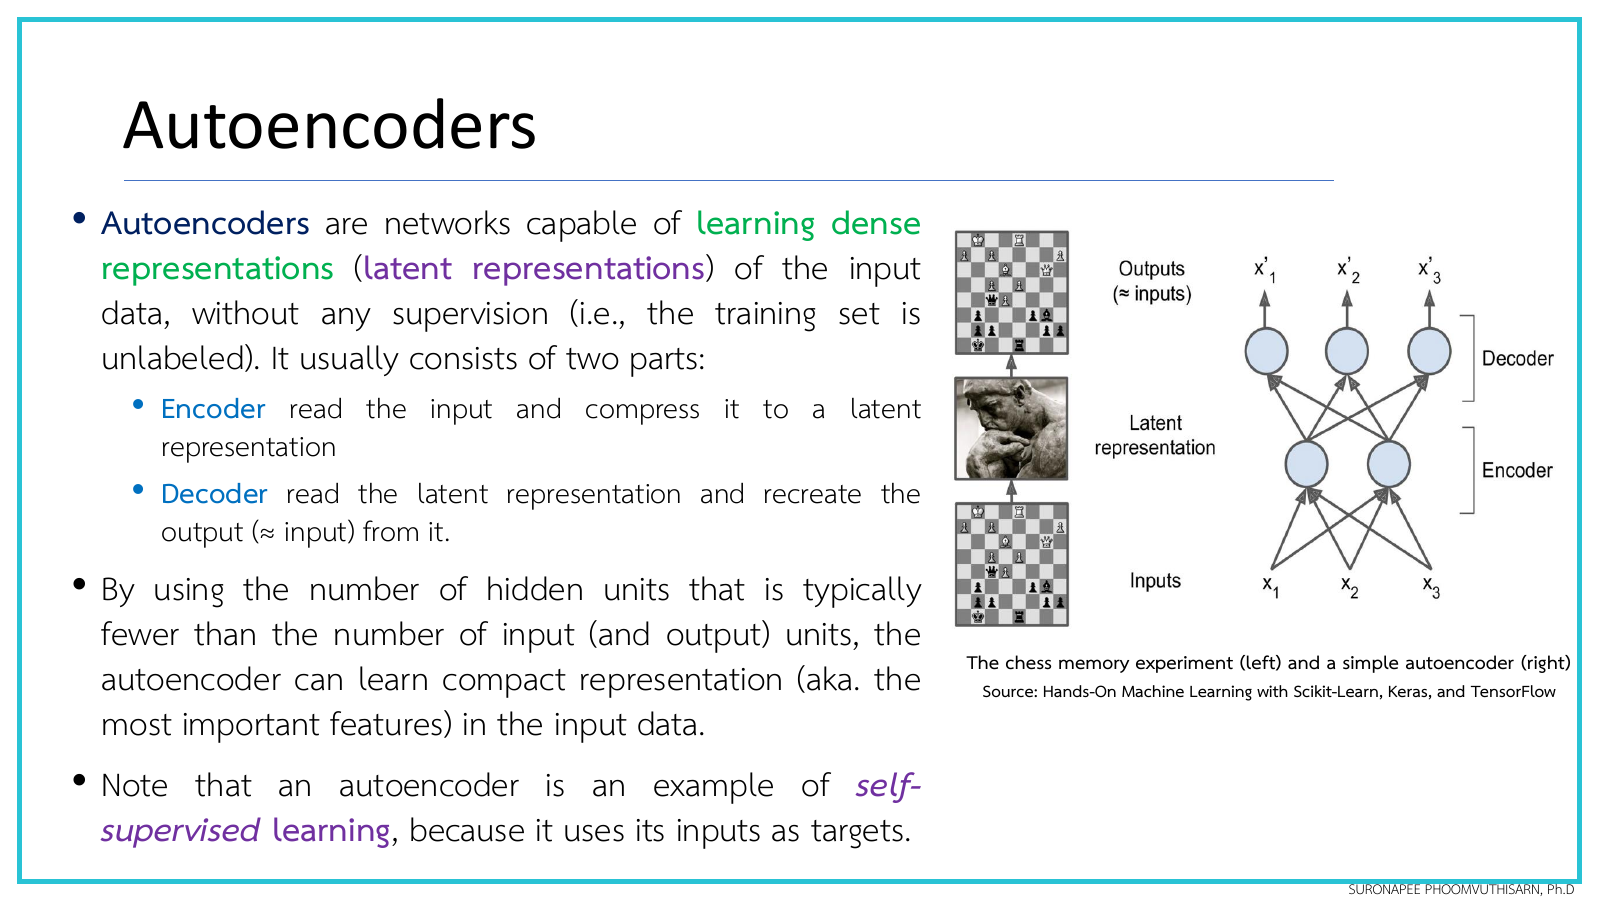 Autoencoders
• Autoencoders are networks capable of learning dense
representations (latent representations) of the input
data, without any supervision (i.e., the training set is
unlabeled). It usually consists of two parts:
• Encoder read the input and compress it to a latent
representation
• Decoder read the latent representation and recreate the
output (≈ input) from it.
• By using the number of hidden units that is typically
fewer than the number of input (and output) units, the
autoencoder can learn compact representation (aka. the
most important features) in the input data.
• Note that an autoencoder is an example of self-
supervised learning, because it uses its inputs as targets.
Outputs
(≈ inputs)
x'1 x'2 x'3
Decoder
Latent
representation
Encoder
Inputs
x1 x2 x3
The chess memory experiment (left) and a simple autoencoder (right)
Source: Hands-On Machine Learning with Scikit-Learn, Keras, and TensorFlow
SURONAPEE PHOOMVUTHISARN, Ph.D